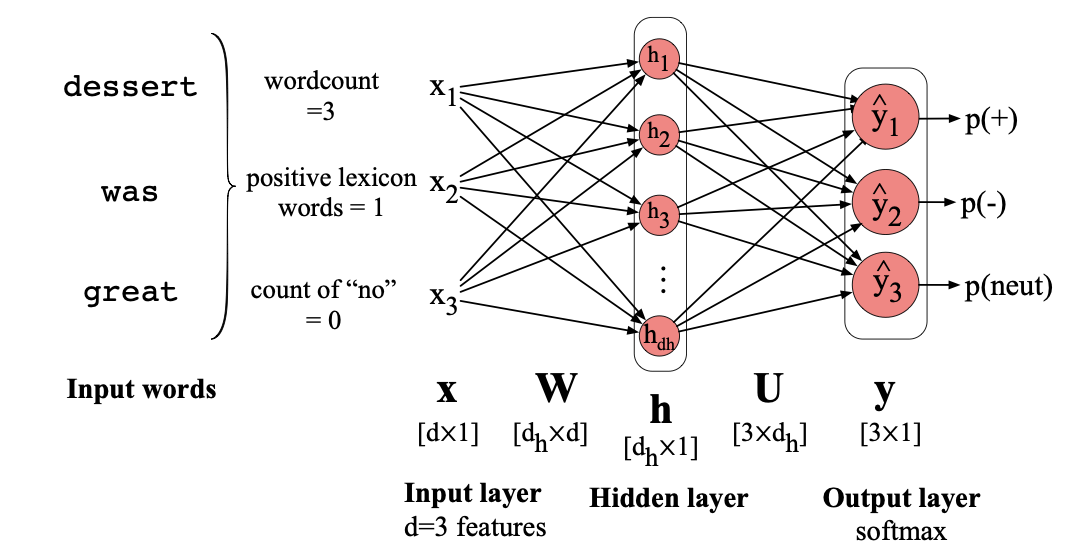 dessert
was
great
Input words
wordcount
=3
positive lexicon
words = 1
count of “no”
= 0
x1
x2
x3
h1
h2
h3
⋮
hdh
ŷ1
ŷ2
ŷ3
p(+)
p(-)
p(neut)
x
[d×1]
W
[dh×d]
h
[dh×1]
U
[3×dh]
y
[3×1]
Input layer
d=3 features
Hidden layer
Output layer
softmax